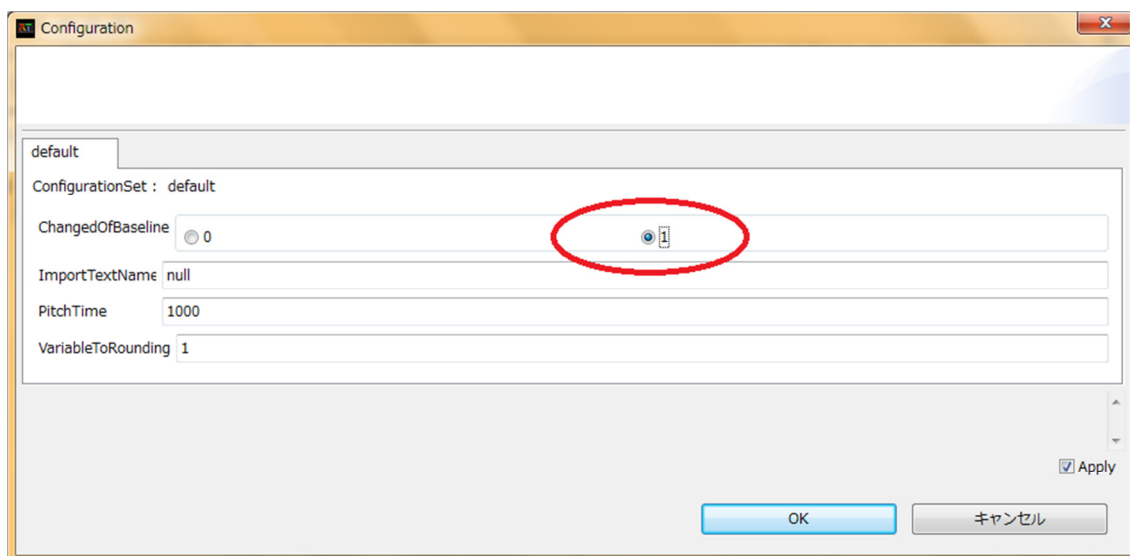 Configuration
default
ConfigurationSet : default
ChangedOfBaseline 0 1
ImportTextName null
PitchTime 1000
VariableToRounding 1
Apply
OK キャンセル